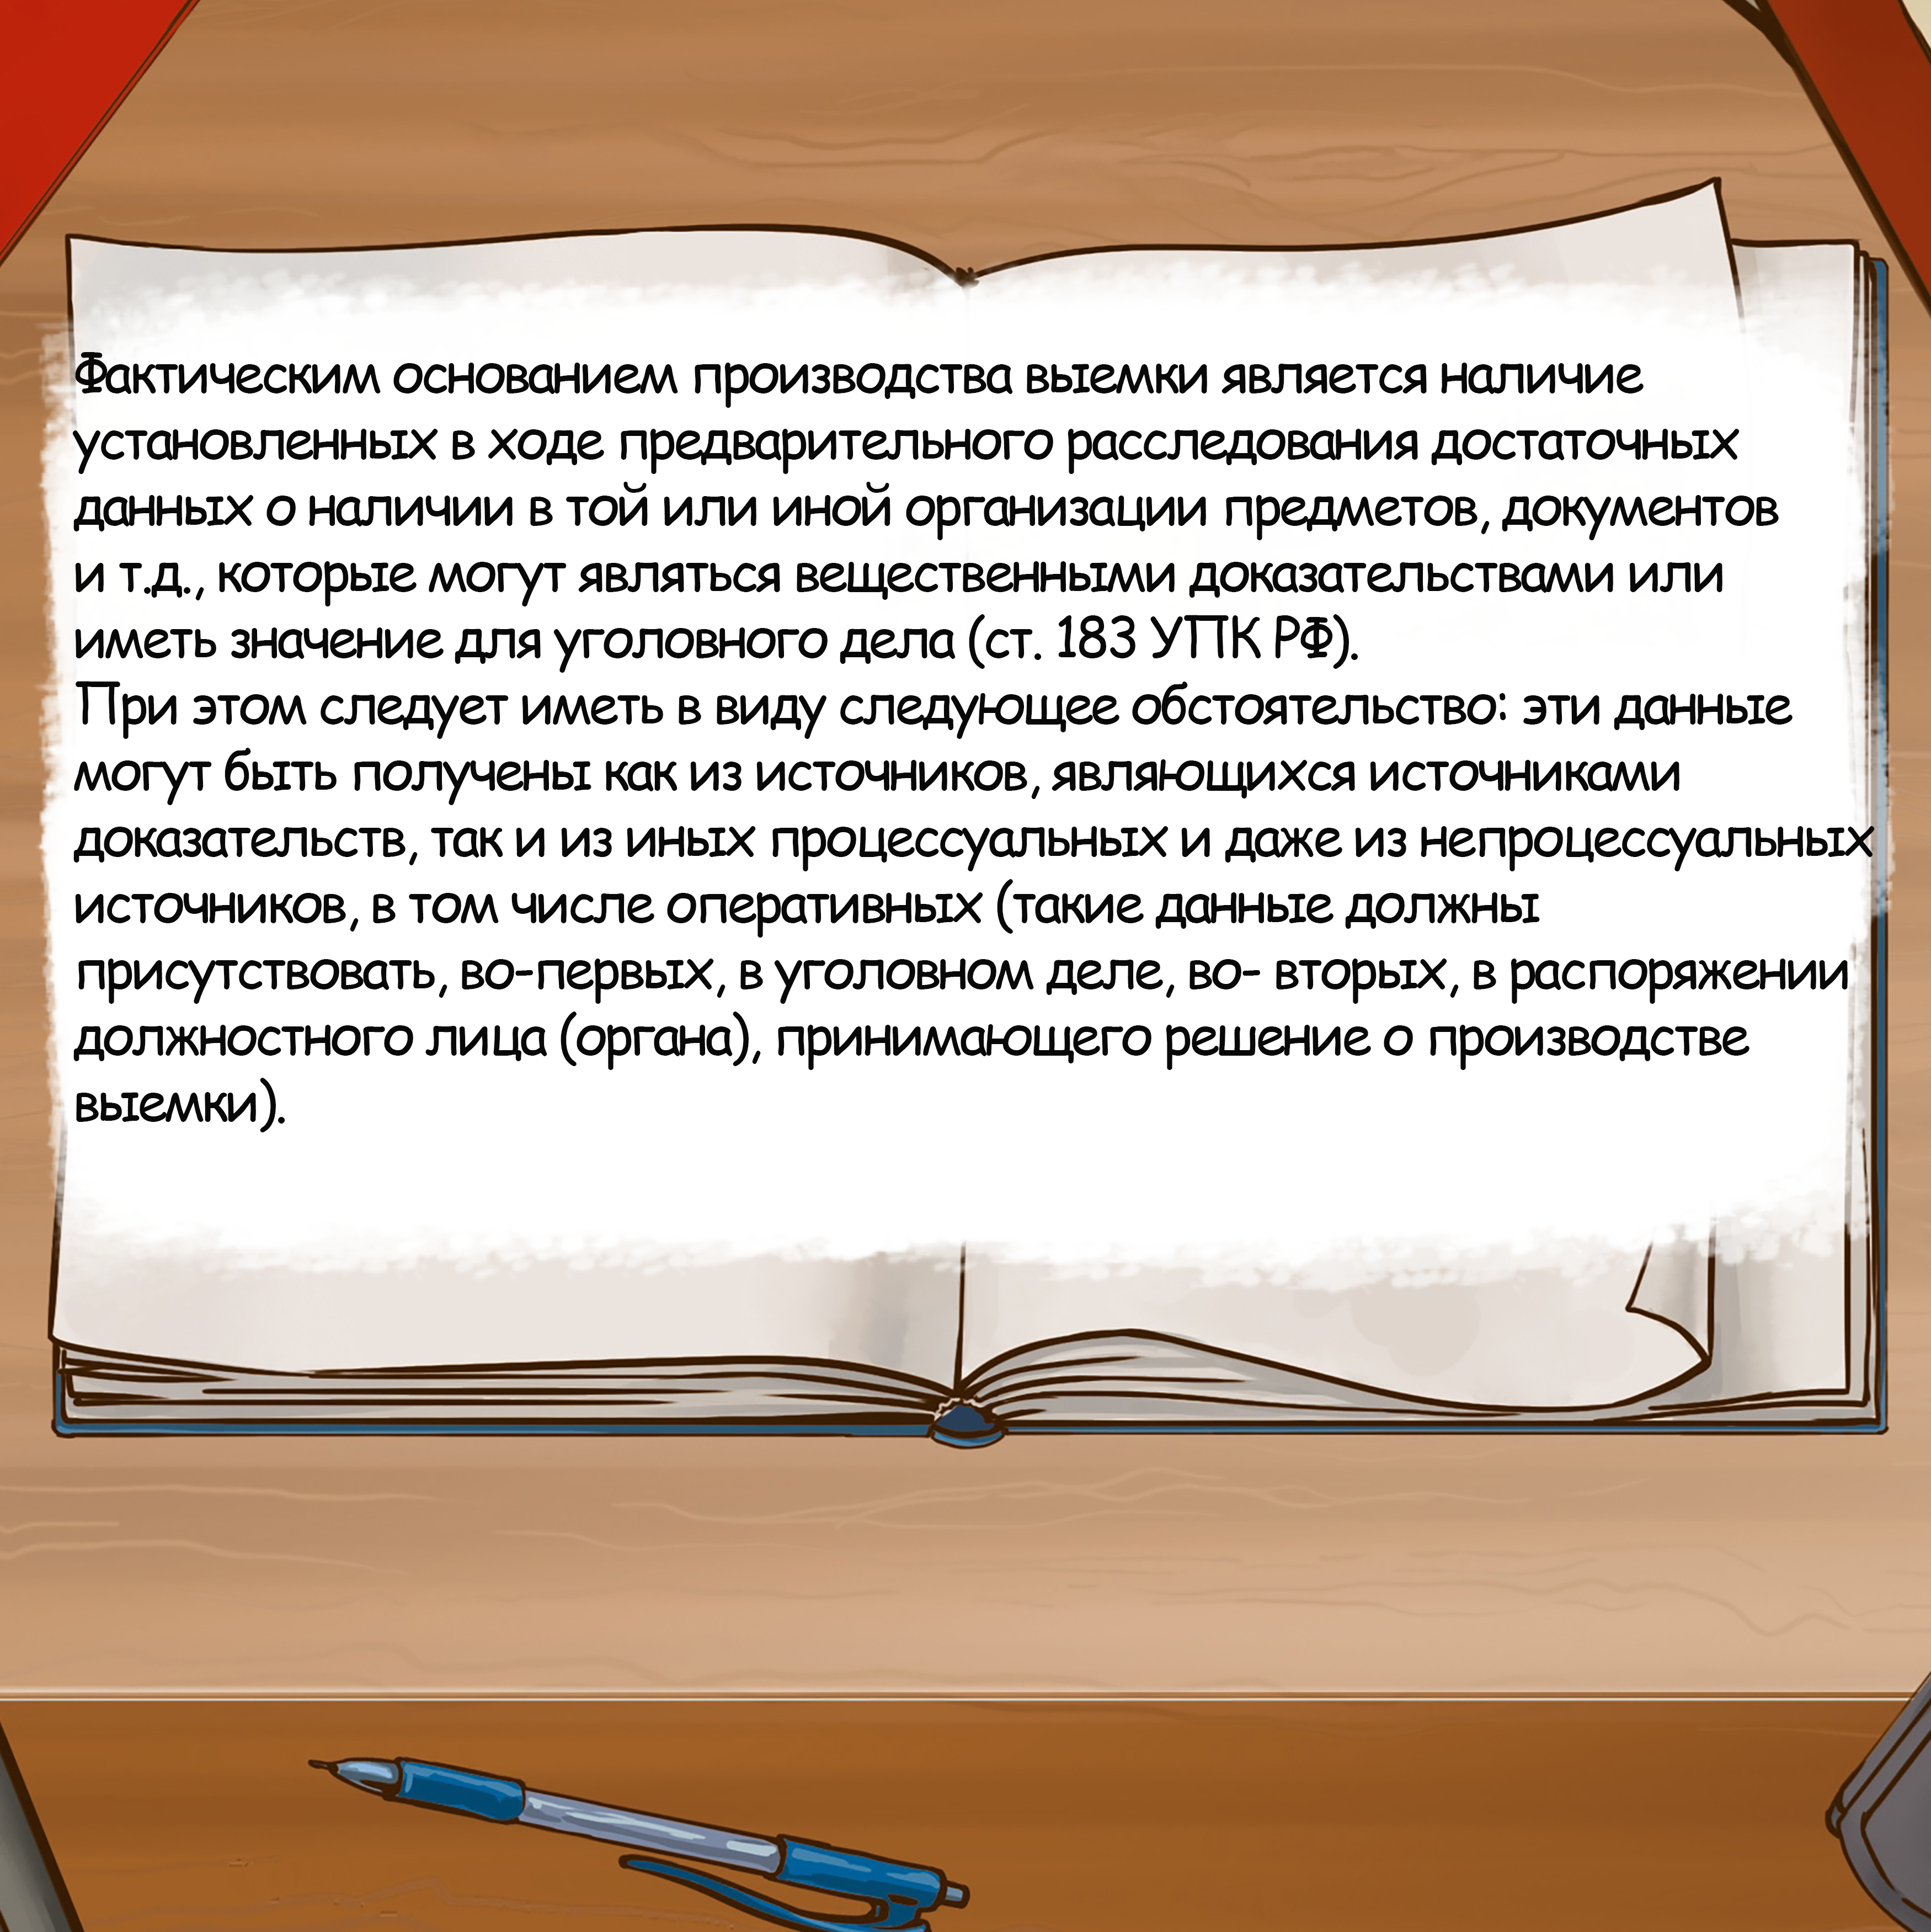 Фактическим основанием производства выемки является наличие
установленных в ходе предварительного расследования достаточных
данных о наличии в той или иной организации предметов, документов
и т.д., которые могут являться вещественными доказательствами или
иметь значение для уголовного дела (ст. 183 УПК РФ).
При этом следует иметь в виду следующее обстоятельство: эти данные
могут быть получены как из источников, являющихся источниками
доказательств, так и из иных процессуальных и даже из непроцессуальных
источников, в том числе оперативных (такие данные должны
присутствовать, во-первых, в уголовном деле, во- вторых, в распоряжении
должностного лица (органа), принимающего решение о производстве
выемки).